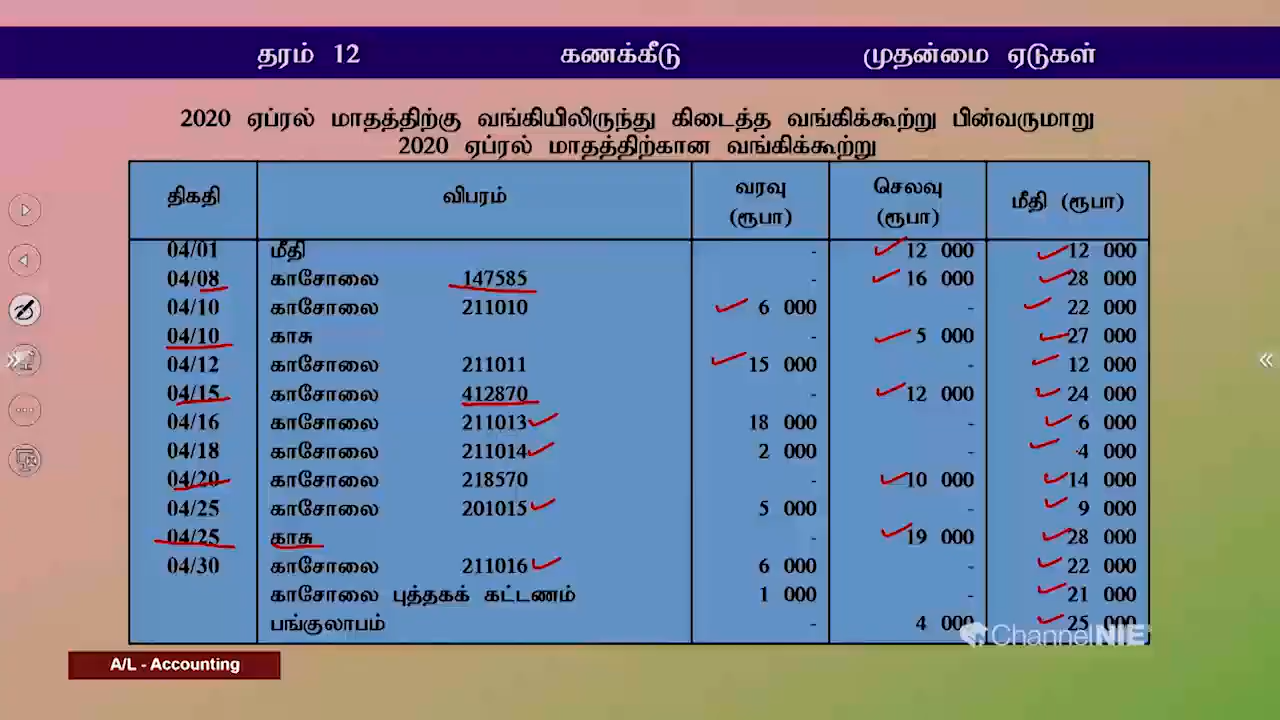 தரம் 12 கணக்கீடு முதன்மை ஏடுகள்
2020 ஏப்ரல் மாதத்திற்கு வங்கியிலிருந்து கிடைத்த வங்கிக்கூற்று பின்வருமாறு
2020 ஏப்ரல் மாதத்திற்கான வங்கிக்கூற்று
திகதி விபரம் வரவு (ரூபா) செலவு (ரூபா) மீதி (ரூபா)
04/01 மீதி - 12 000 12 000
04/08 காசோலை 147585 - 16 000 28 000
04/10 காசோலை 211010 6 000 - 22 000
04/10 காசு - 5 000 27 000
04/12 காசோலை 211011 15 000 - 12 000
04/15 காசோலை 412870 - 12 000 24 000
04/16 காசோலை 211013 18 000 - 6 000
04/18 காசோலை 211014 2 000 - 4 000
04/20 காசோலை 218570 - 10 000 14 000
04/25 காசோலை 201015 5 000 - 9 000
04/25 காசு - 19 000 28 000
04/30 காசோலை 211016 6 000 - 22 000
காசோலை புத்தகக் கட்டணம் 1 000 - 21 000
பங்குலாபம் - 4 000 25 000
ChannelNIE
A/L - Accounting